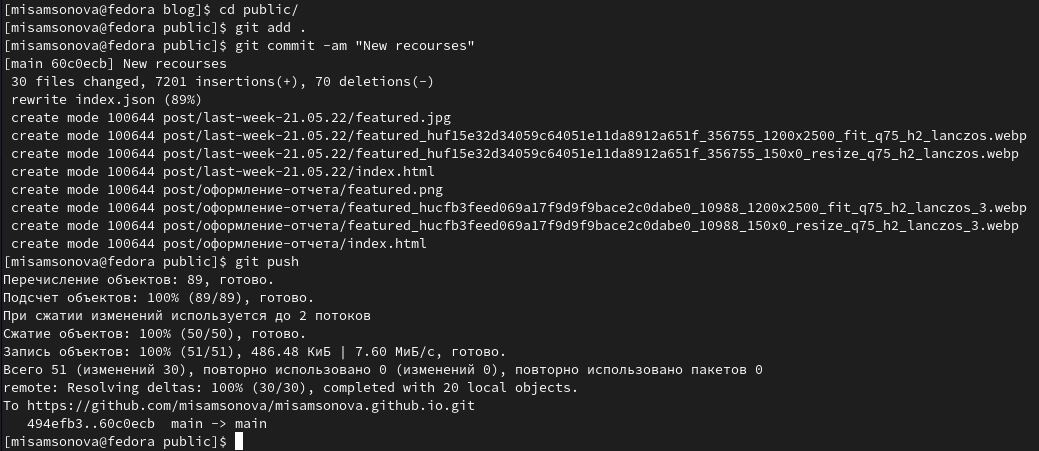 [misamsonova@fedora blog]$ cd public/
[misamsonova@fedora public]$ git add .
[misamsonova@fedora public]$ git commit -am "New recourses"
[main 60c0ecb] New recourses
 30 files changed, 7201 insertions(+), 70 deletions(-)
 rewrite index.json (89%)
 create mode 100644 post/last-week-21.05.22/featured.jpg
 create mode 100644 post/last-week-21.05.22/featured_huf15e32d34059c64051e11da8912a651f_356755_1200x2500_fit_q75_h2_lanczos.webp
 create mode 100644 post/last-week-21.05.22/featured_huf15e32d34059c64051e11da8912a651f_356755_150x0_resize_q75_h2_lanczos.webp
 create mode 100644 post/last-week-21.05.22/index.html
 create mode 100644 post/оформление-отчета/featured.png
 create mode 100644 post/оформление-отчета/featured_hucfb3feed069a17f9d9f9bace2c0dabe0_10988_1200x2500_fit_q75_h2_lanczos_3.webp
 create mode 100644 post/оформление-отчета/featured_hucfb3feed069a17f9d9f9bace2c0dabe0_10988_150x0_resize_q75_h2_lanczos_3.webp
 create mode 100644 post/оформление-отчета/index.html
[misamsonova@fedora public]$ git push
Перечисление объектов: 89, готово.
Подсчет объектов: 100% (89/89), готово.
При сжатии изменений используется до 2 потоков
Сжатие объектов: 100% (50/50), готово.
Запись объектов: 100% (51/51), 486.48 КиБ | 7.60 МиБ/с, готово.
Всего 51 (изменений 30), повторно использовано 0 (изменений 0), повторно использовано пакетов 0
remote: Resolving deltas: 100% (30/30), completed with 20 local objects.
To https://github.com/misamsonova/misamsonova.github.io.git
   494efb3..60c0ecb  main -> main
[misamsonova@fedora public]$